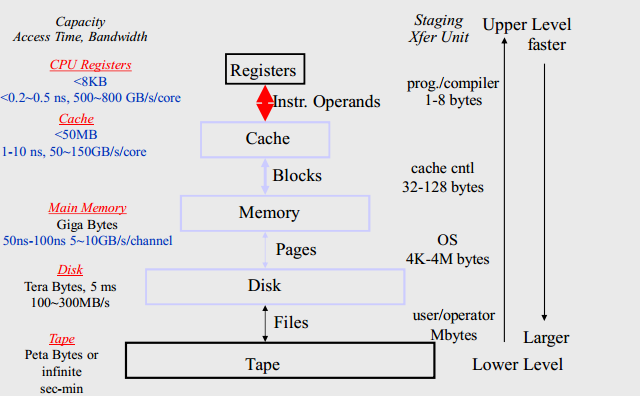 Capacity
Access Time, Bandwidth
CPU Registers
<8KB
<0.2~0.5 ns, 500~800 GB/s/core
Cache
<50MB
1-10 ns, 50~150GB/s/core
Main Memory
Giga Bytes
50ns-100ns 5~10GB/s/channel
Disk
Tera Bytes, 5 ms
100~300MB/s
Tape
Peta Bytes or
infinite
sec-min
Registers
Instr. Operands
Cache
Blocks
Memory
Pages
Disk
Files
Tape
Staging
Xfer Unit
prog./compiler
1-8 bytes
cache cntl
32-128 bytes
OS
4K-4M bytes
user/operator
Mbytes
Upper Level
faster
Larger
Lower Level